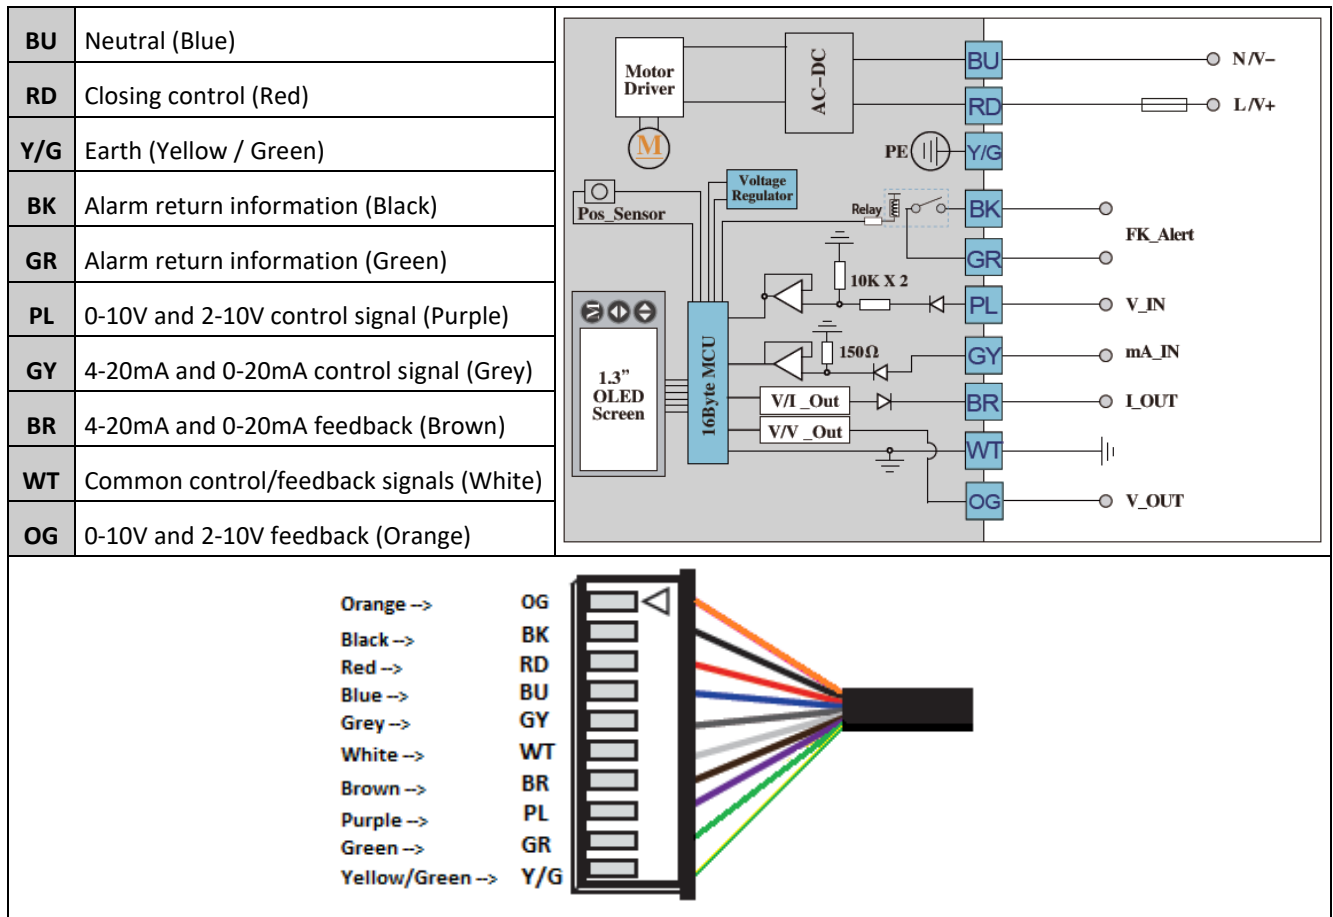 BU Neutral (Blue)
RD Closing control (Red)
Y/G Earth (Yellow / Green)
BK Alarm return information (Black)
GR Alarm return information (Green)
PL 0-10V and 2-10V control signal (Purple)
GY 4-20mA and 0-20mA control signal (Grey)
BR 4-20mA and 0-20mA feedback (Brown)
WT Common control/feedback signals (White)
OG 0-10V and 2-10V feedback (Orange)
Motor
Driver
M
AC-DC
BU
N/V-
RD
L/V+
PE
Y/G
Pos_Sensor
Voltage
Regulator
Relay
BK
GR
FK_Alert
10K X 2
PL
V_IN
150Ω
GY
mA_IN
1.3”
OLED
Screen
16Byte MCU
V/I _Out
BR
I_OUT
V/V _Out
WT
OG
V_OUT
Orange --> OG
Black --> BK
Red --> RD
Blue --> BU
Grey --> GY
White --> WT
Brown --> BR
Purple --> PL
Green --> GR
Yellow/Green --> Y/G